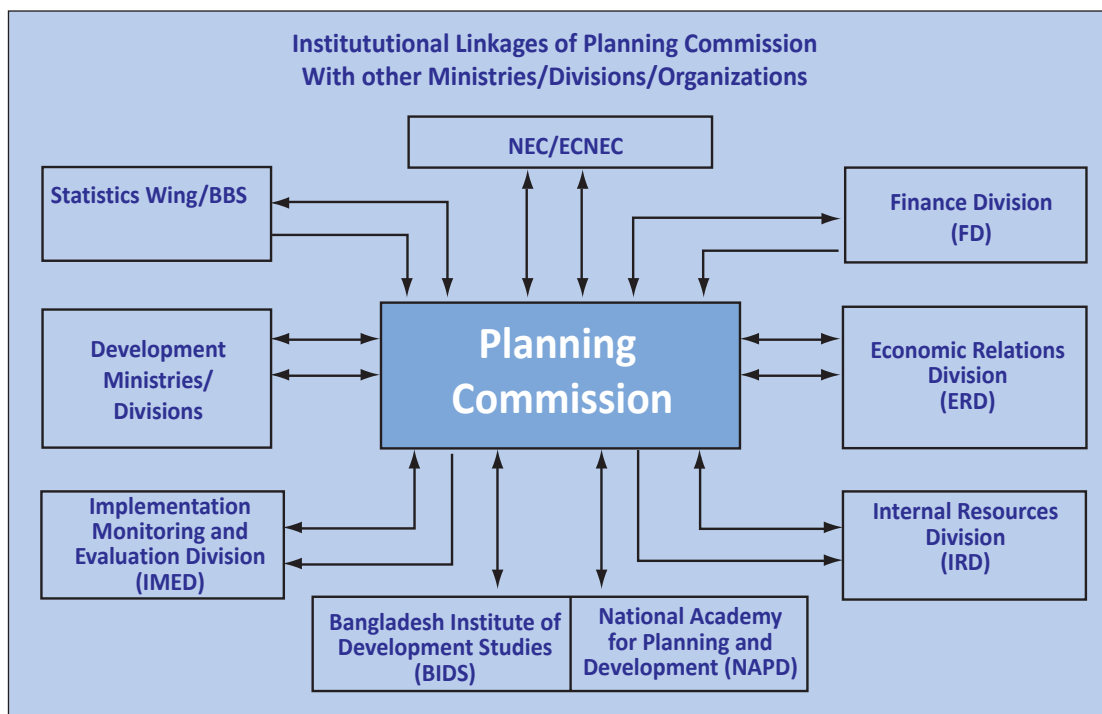 Institututional Linkages of Planning Commission
With other Ministries/Divisions/Organizations
NEC/ECNEC
Statistics Wing/BBS
Finance Division
(FD)
Planning
Commission
Development
Ministries/
Divisions
Economic Relations
Division
(ERD)
Implementation
Monitoring and
Evaluation Division
(IMED)
Internal Resources
Division
(IRD)
Bangladesh Institute of
Development Studies
(BIDS)
National Academy
for Planning and
Development (NAPD)